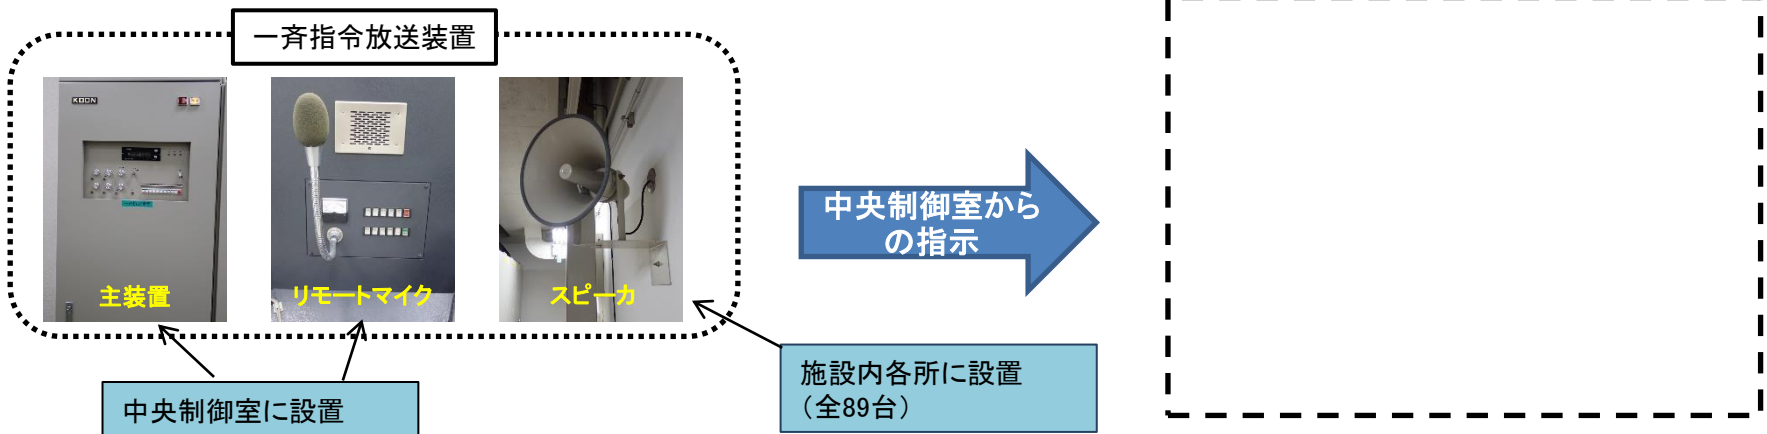 一斉指令放送装置
KOON
主装置
リモートマイク
スピーカ
中央制御室から
の指示
中央制御室に設置
施設内各所に設置
（全89台）